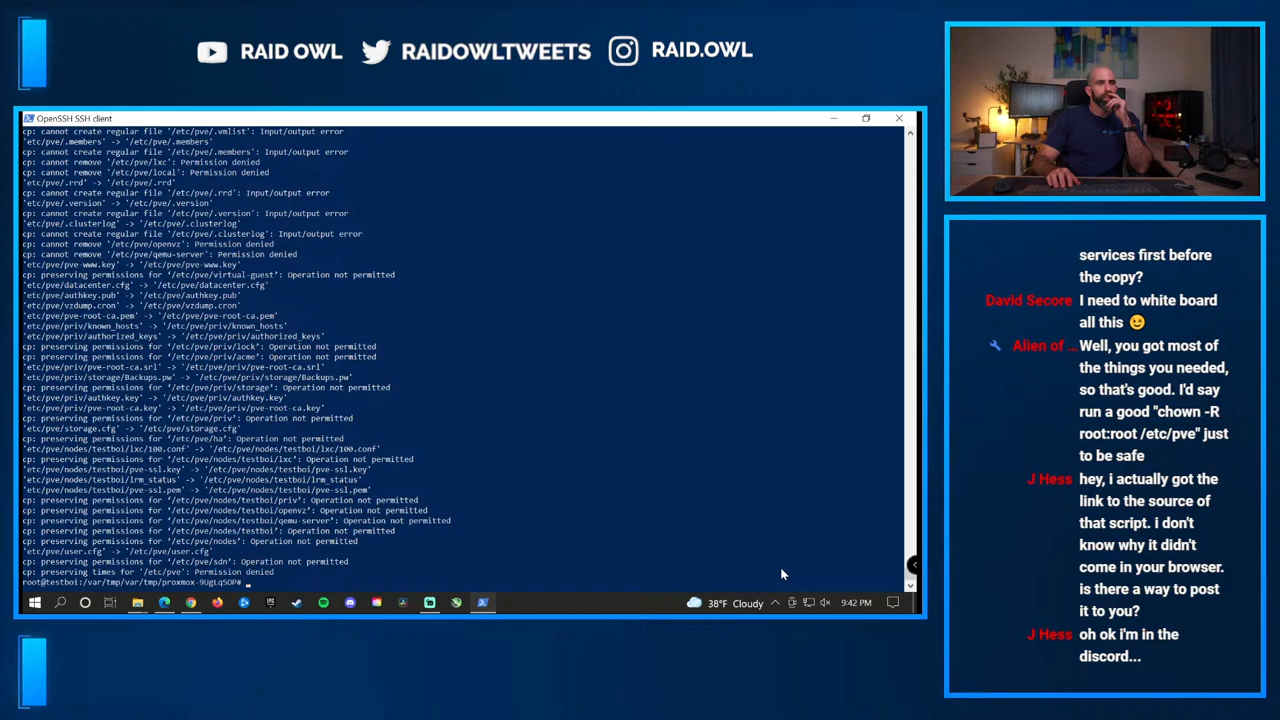 RAID OWL
RAIDOWLTWEETS
RAID.OWL
OpenSSH SSH client
cp: cannot create regular file '/etc/pve/.vmlist': Input/output error
'etc/pve/.members' -> '/etc/pve/.members'
cp: cannot create regular file '/etc/pve/.members': Input/output error
cp: cannot remove '/etc/pve/lxc': Permission denied
cp: cannot remove '/etc/pve/local': Permission denied
'etc/pve/.rrd' -> '/etc/pve/.rrd'
cp: cannot create regular file '/etc/pve/.rrd': Input/output error
'etc/pve/.version' -> '/etc/pve/.version'
cp: cannot create regular file '/etc/pve/.version': Input/output error
'etc/pve/.clusterlog' -> '/etc/pve/.clusterlog'
cp: cannot create regular file '/etc/pve/.clusterlog': Input/output error
cp: cannot remove '/etc/pve/openvz': Permission denied
cp: cannot remove '/etc/pve/qemu-server': Permission denied
'etc/pve/pve-www.key' -> '/etc/pve/pve-www.key'
cp: preserving permissions for '/etc/pve/virtual-guest': Operation not permitted
'etc/pve/datacenter.cfg' -> '/etc/pve/datacenter.cfg'
'etc/pve/authkey.pub' -> '/etc/pve/authkey.pub'
'etc/pve/vzdump.cron' -> '/etc/pve/vzdump.cron'
'etc/pve/pve-root-ca.pem' -> '/etc/pve/pve-root-ca.pem'
'etc/pve/priv/known_hosts' -> '/etc/pve/priv/known_hosts'
'etc/pve/priv/authorized_keys' -> '/etc/pve/priv/authorized_keys'
cp: preserving permissions for '/etc/pve/priv/lock': Operation not permitted
cp: preserving permissions for '/etc/pve/priv/acme': Operation not permitted
'etc/pve/priv/pve-root-ca.srl' -> '/etc/pve/priv/pve-root-ca.srl'
'etc/pve/priv/storage/Backups.pw' -> '/etc/pve/priv/storage/Backups.pw'
cp: preserving permissions for '/etc/pve/priv/storage': Operation not permitted
'etc/pve/priv/authkey.key' -> '/etc/pve/priv/authkey.key'
'etc/pve/priv/pve-root-ca.key' -> '/etc/pve/priv/pve-root-ca.key'
cp: preserving permissions for '/etc/pve/priv': Operation not permitted
'etc/pve/storage.cfg' -> '/etc/pve/storage.cfg'
cp: preserving permissions for '/etc/pve/ha': Operation not permitted
'etc/pve/nodes/testboi/lxc/100.conf' -> '/etc/pve/nodes/testboi/lxc/100.conf'
cp: preserving permissions for '/etc/pve/nodes/testboi/lxc': Operation not permitted
'etc/pve/nodes/testboi/pve-ssl.key' -> '/etc/pve/nodes/testboi/pve-ssl.key'
'etc/pve/nodes/testboi/lrm_status' -> '/etc/pve/nodes/testboi/lrm_status'
'etc/pve/nodes/testboi/pve-ssl.pem' -> '/etc/pve/nodes/testboi/pve-ssl.pem'
cp: preserving permissions for '/etc/pve/nodes/testboi/priv': Operation not permitted
cp: preserving permissions for '/etc/pve/nodes/testboi/openvz': Operation not permitted
cp: preserving permissions for '/etc/pve/nodes/testboi/qemu-server': Operation not permitted
cp: preserving permissions for '/etc/pve/nodes/testboi': Operation not permitted
cp: preserving permissions for '/etc/pve/nodes': Operation not permitted
'etc/pve/user.cfg' -> '/etc/pve/user.cfg'
cp: preserving permissions for '/etc/pve/sdn': Operation not permitted
cp: preserving times for '/etc/pve': Permission denied
root@testboi:/var/tmp/var/tmp/proxmox-9UgLq5OP#
38°F Cloudy
9:42 PM
services first before
the copy?
David Secore I need to white board
all this 😉
Alien of ... Well, you got most of
the things you needed,
so that's good. I'd say
run a good "chown -R
root:root /etc/pve" just
to be safe
J Hess hey, i actually got the
link to the source of
that script. i don't
know why it didn't
come in your browser.
is there a way to post
it to you?
J Hess oh ok i'm in the
discord...